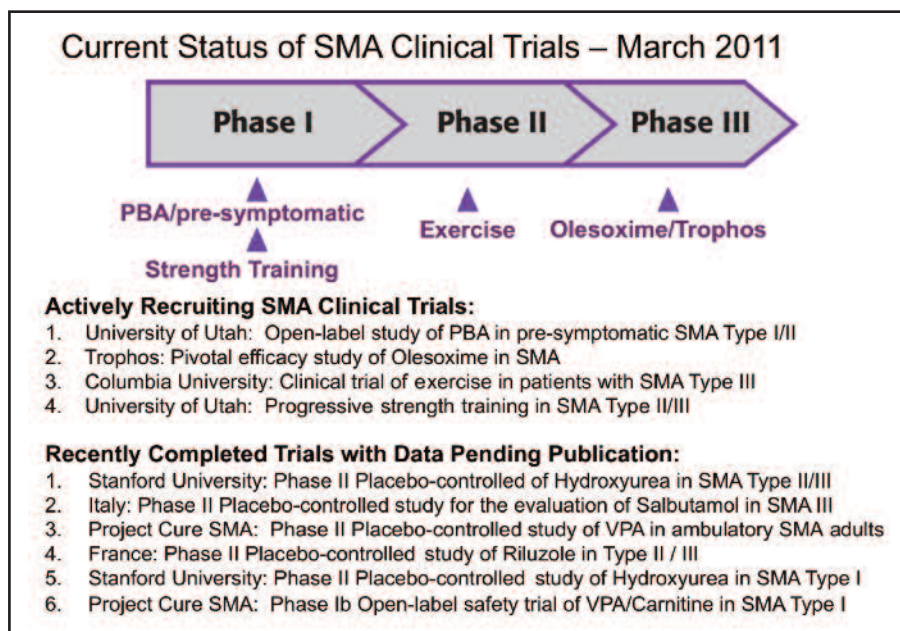 Current Status of SMA Clinical Trials – March 2011
Phase I
Phase II
Phase III
PBA/pre-symptomatic
Exercise
Olesoxime/Trophos
Strength Training
Actively Recruiting SMA Clinical Trials:
1. University of Utah: Open-label study of PBA in pre-symptomatic SMA Type I/II
2. Trophos: Pivotal efficacy study of Olesoxime in SMA
3. Columbia University: Clinical trial of exercise in patients with SMA Type III
4. University of Utah: Progressive strength training in SMA Type II/III
Recently Completed Trials with Data Pending Publication:
1. Stanford University: Phase II Placebo-controlled of Hydroxyurea in SMA Type II/III
2. Italy: Phase II Placebo-controlled study for the evaluation of Salbutamol in SMA III
3. Project Cure SMA: Phase II Placebo-controlled study of VPA in ambulatory SMA adults
4. France: Phase II Placebo-controlled study of Riluzole in Type II / III
5. Stanford University: Phase II Placebo-controlled study of Hydroxyurea in SMA Type I
6. Project Cure SMA: Phase Ib Open-label safety trial of VPA/Carnitine in SMA Type I